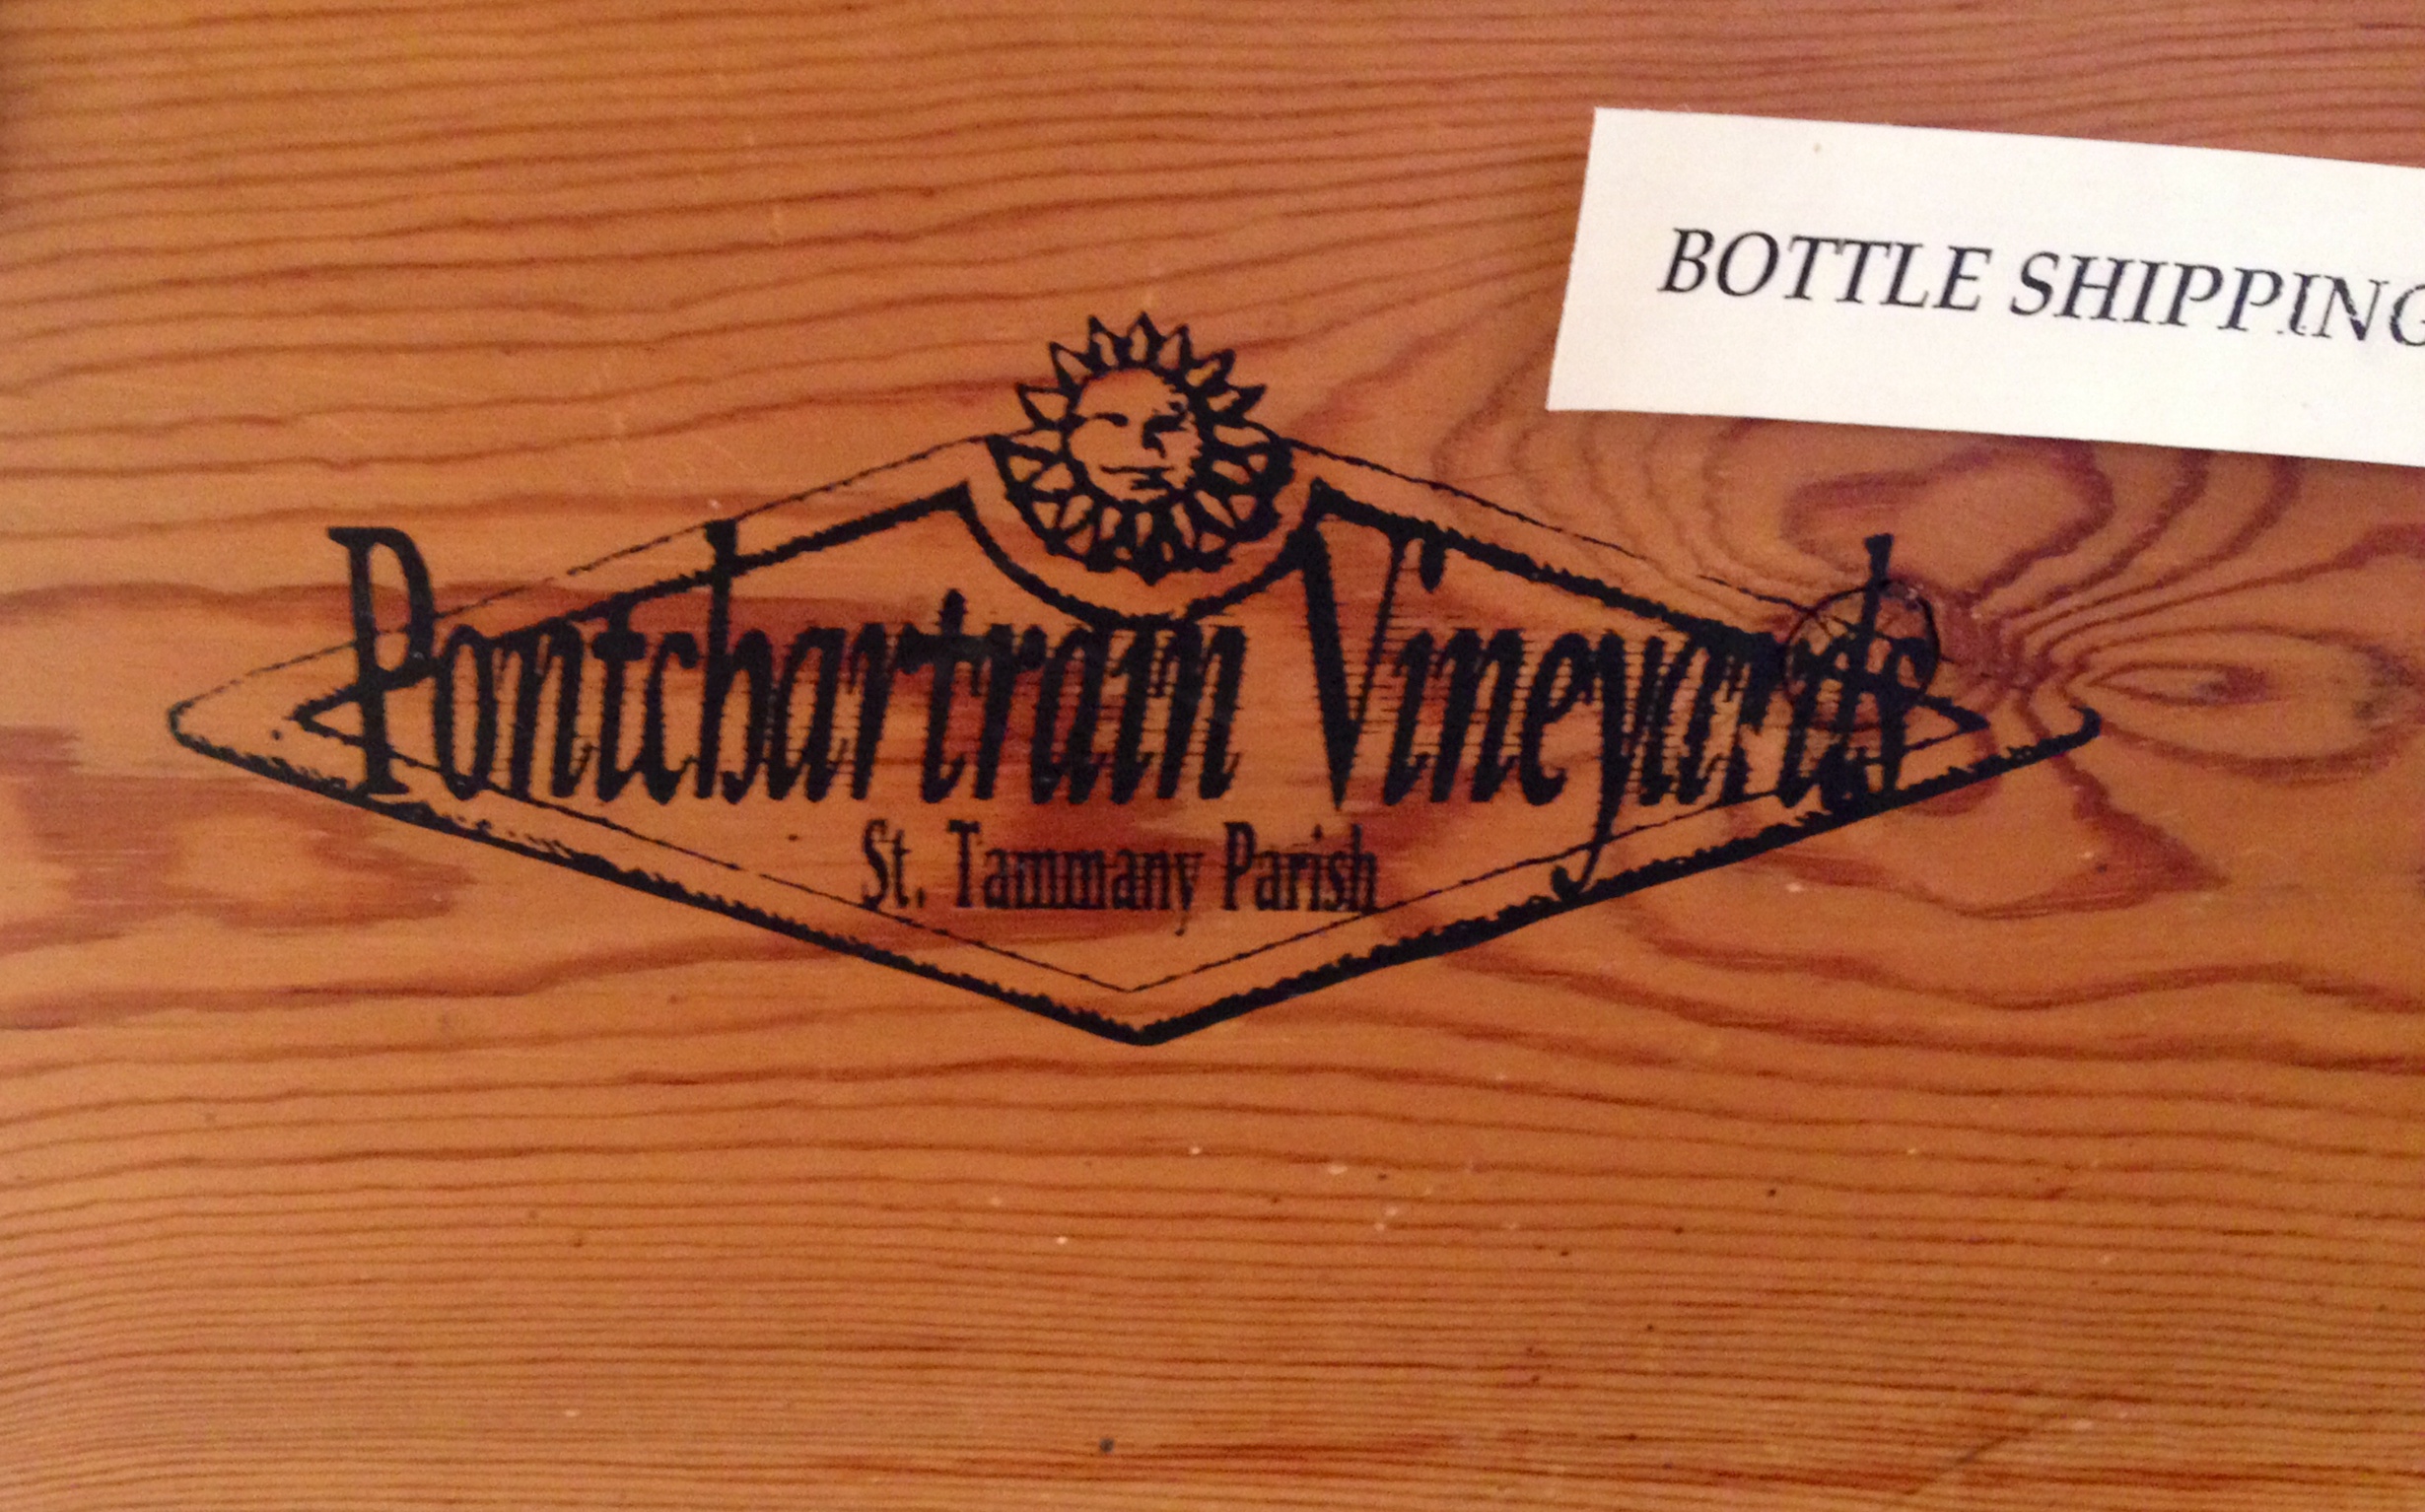 BOTTLE SHIPPING
Pontchartrain Vineyards
St. Tammany Parish